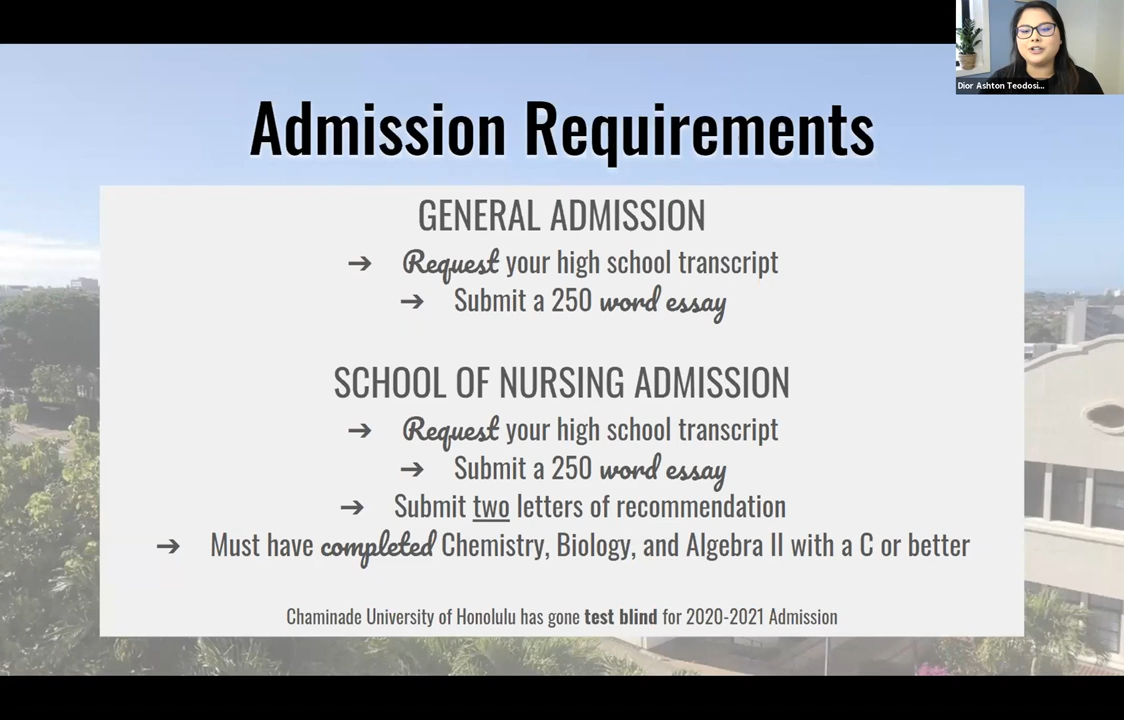 Dior Ashton Teodosi...
Admission Requirements
GENERAL ADMISSION
➔ Request your high school transcript
➔ Submit a 250 word essay
SCHOOL OF NURSING ADMISSION
➔ Request your high school transcript
➔ Submit a 250 word essay
➔ Submit two letters of recommendation
➔ Must have completed Chemistry, Biology, and Algebra II with a C or better
Chaminade University of Honolulu has gone test blind for 2020-2021 Admission